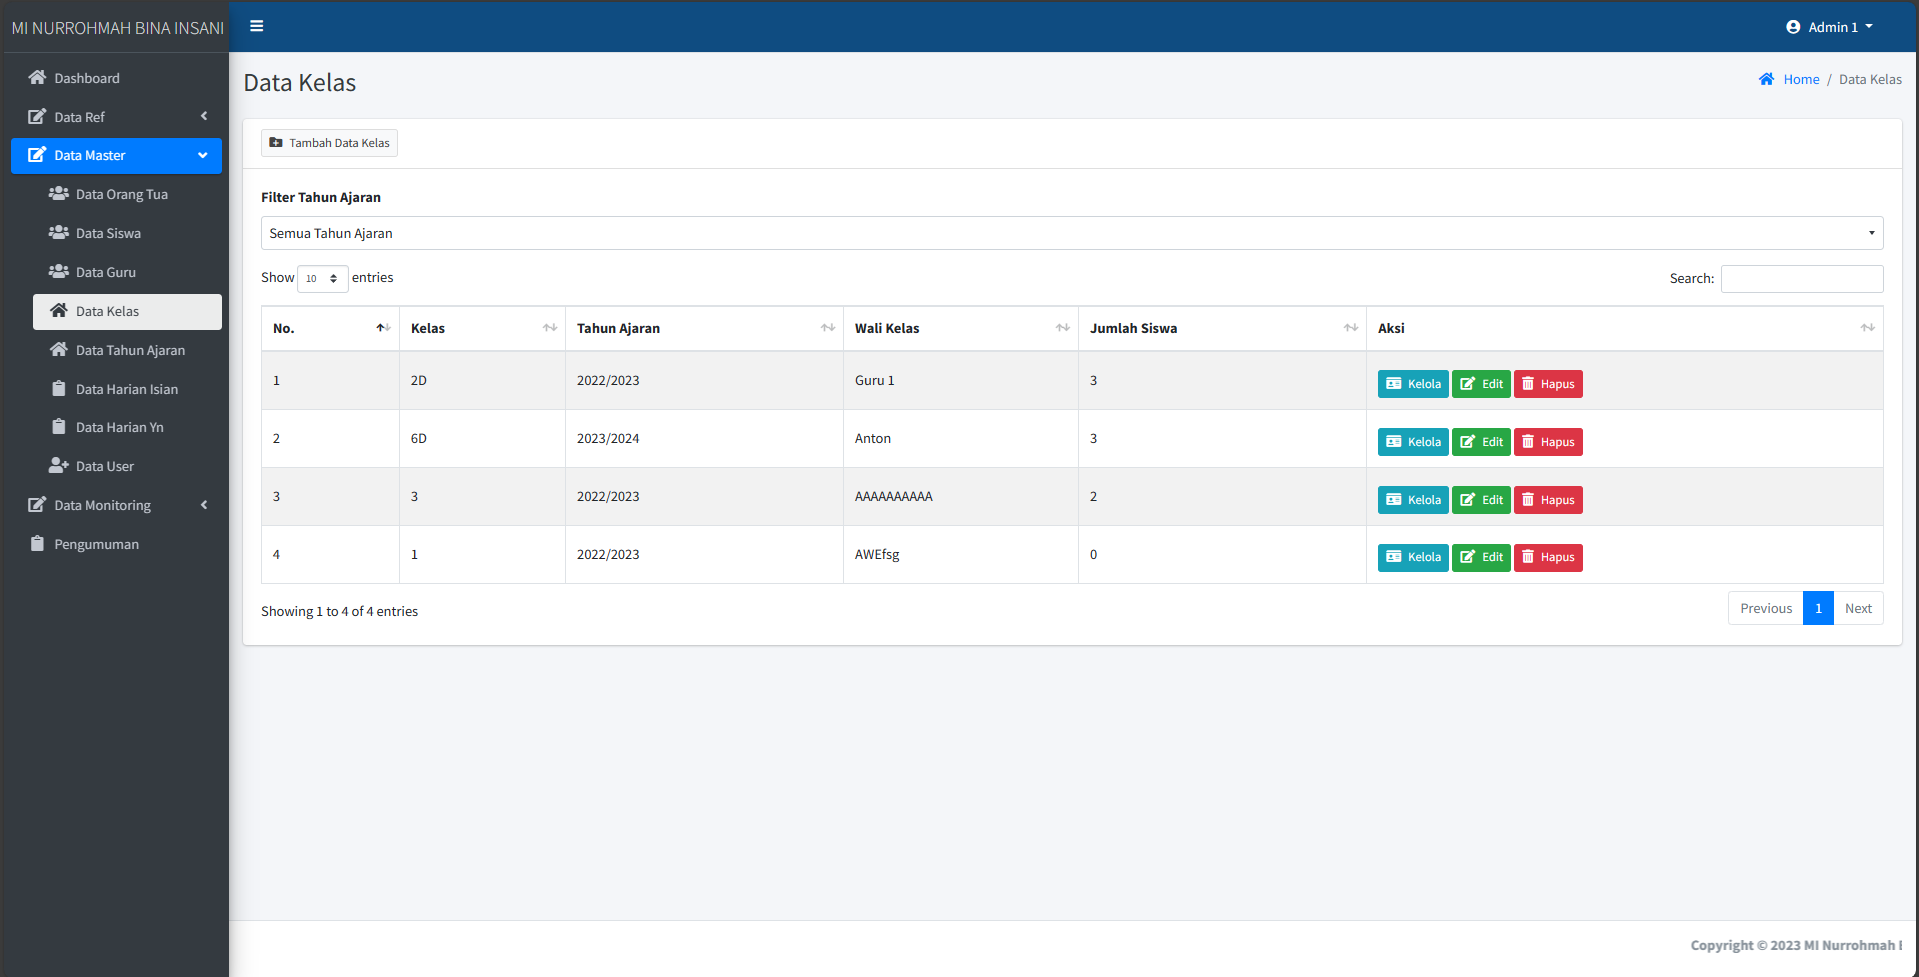 MI NURROHMAH BINA INSANI
Admin 1
Dashboard
Data Ref
Data Master
Data Orang Tua
Data Siswa
Data Guru
Data Kelas
Data Tahun Ajaran
Data Harian Isian
Data Harian Yn
Data User
Data Monitoring
Pengumuman
Data Kelas
Home / Data Kelas
Tambah Data Kelas
Filter Tahun Ajaran
Semua Tahun Ajaran
Show 10 entries
Search:
No. Kelas Tahun Ajaran Wali Kelas Jumlah Siswa Aksi
1 2D 2022/2023 Guru 1 3 Kelola Edit Hapus
2 6D 2023/2024 Anton 3 Kelola Edit Hapus
3 3 2022/2023 AAAAAAAAAA 2 Kelola Edit Hapus
4 1 2022/2023 AWEfsg 0 Kelola Edit Hapus
Showing 1 to 4 of 4 entries
Previous 1 Next
Copyright © 2023 MI Nurrohmah